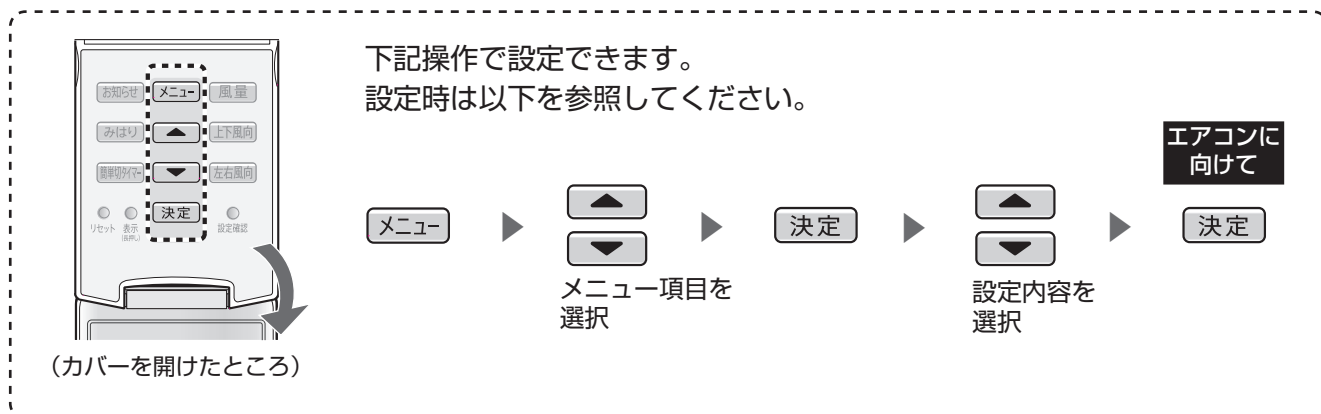 下記操作で設定できます。
設定時は以下を参照してください。
お知らせ
メニュー
風量
みはり
上下風向
簡単切タイマー
左右風向
リセット
表示
(長押し)
決定
設定確認
(カバーを開けたところ)
メニュー
メニュー項目を
選択
決定
設定内容を
選択
エアコンに
向けて
決定